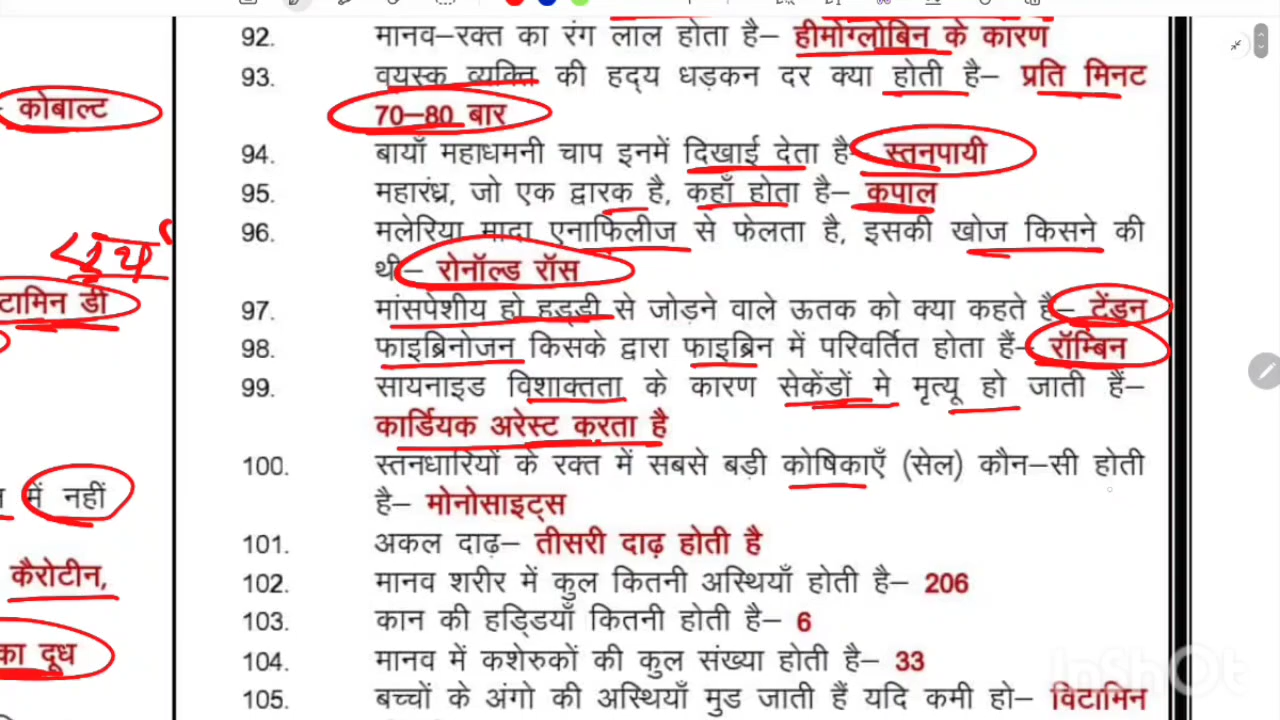 92. मानव–रक्त का रंग लाल होता है– हीमोग्लोबिन के कारण
93. वयस्क व्यक्ति की हद्य धड़कन दर क्या होती है– प्रति मिनट
70–80 बार
94. बायाँ महाधमनी चाप इनमें दिखाई देता है– स्तनपायी
95. महारंध्र, जो एक द्वारक है, कहाँ होता है– कपाल
96. मलेरिया मादा एनाफिलीज से फेलता है, इसकी खोज किसने की
थी– रोनॉल्ड रॉस
97. मांसपेशीय हो हड्डी से जोड़ने वाले ऊतक को क्या कहते है– टेंडन
98. फाइब्रिनोजन किसके द्वारा फाइब्रिन में परिवर्तित होता हैं– रॉम्बिन
99. सायनाइड विशाक्तता के कारण सेकेंडों मे मृत्यू हो जाती हैं–
कार्डियक अरेस्ट करता है
100. स्तनधारियों के रक्त में सबसे बड़ी कोषिकाएँ (सेल) कौन–सी होती
है– मोनोसाइट्स
101. अकल दाढ़– तीसरी दाढ़ होती है
102. मानव शरीर में कुल कितनी अस्थियाँ होती है– 206
103. कान की हड्डियाँ कितनी होती है– 6
104. मानव में कशेरुकों की कुल संख्या होती है– 33
105. बच्चों के अंगो की अस्थियाँ मुड जाती हैं यदि कमी हो– विटामिन
कोबाल्ट
टामिन डी
में नहीं
कैरोटीन,
का दूध
InShOt